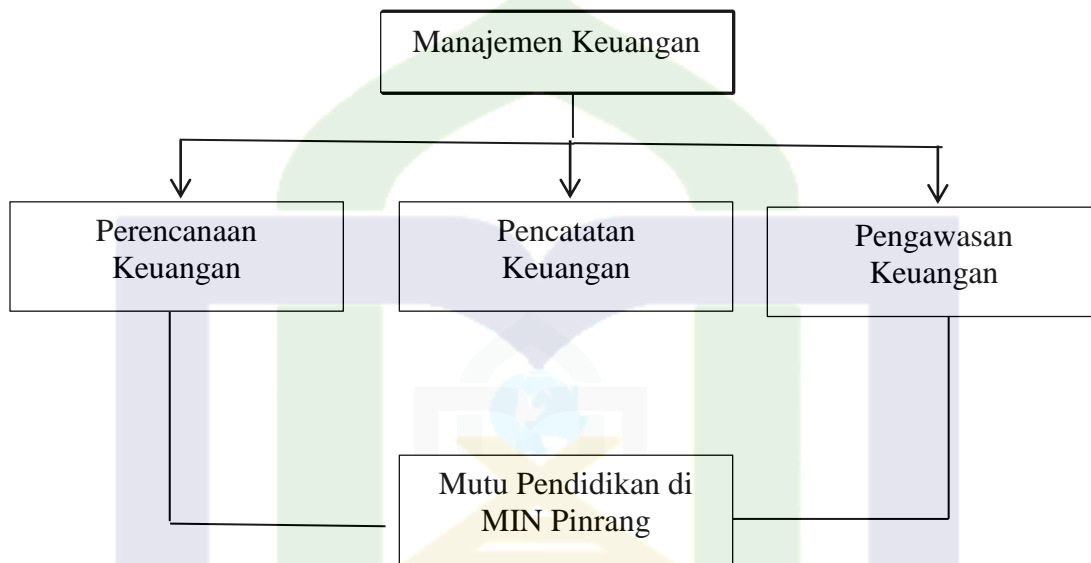 Manajemen Keuangan
Perencanaan
Keuangan
Pencatatan
Keuangan
Pengawasan
Keuangan
Mutu Pendidikan di
MIN Pinrang